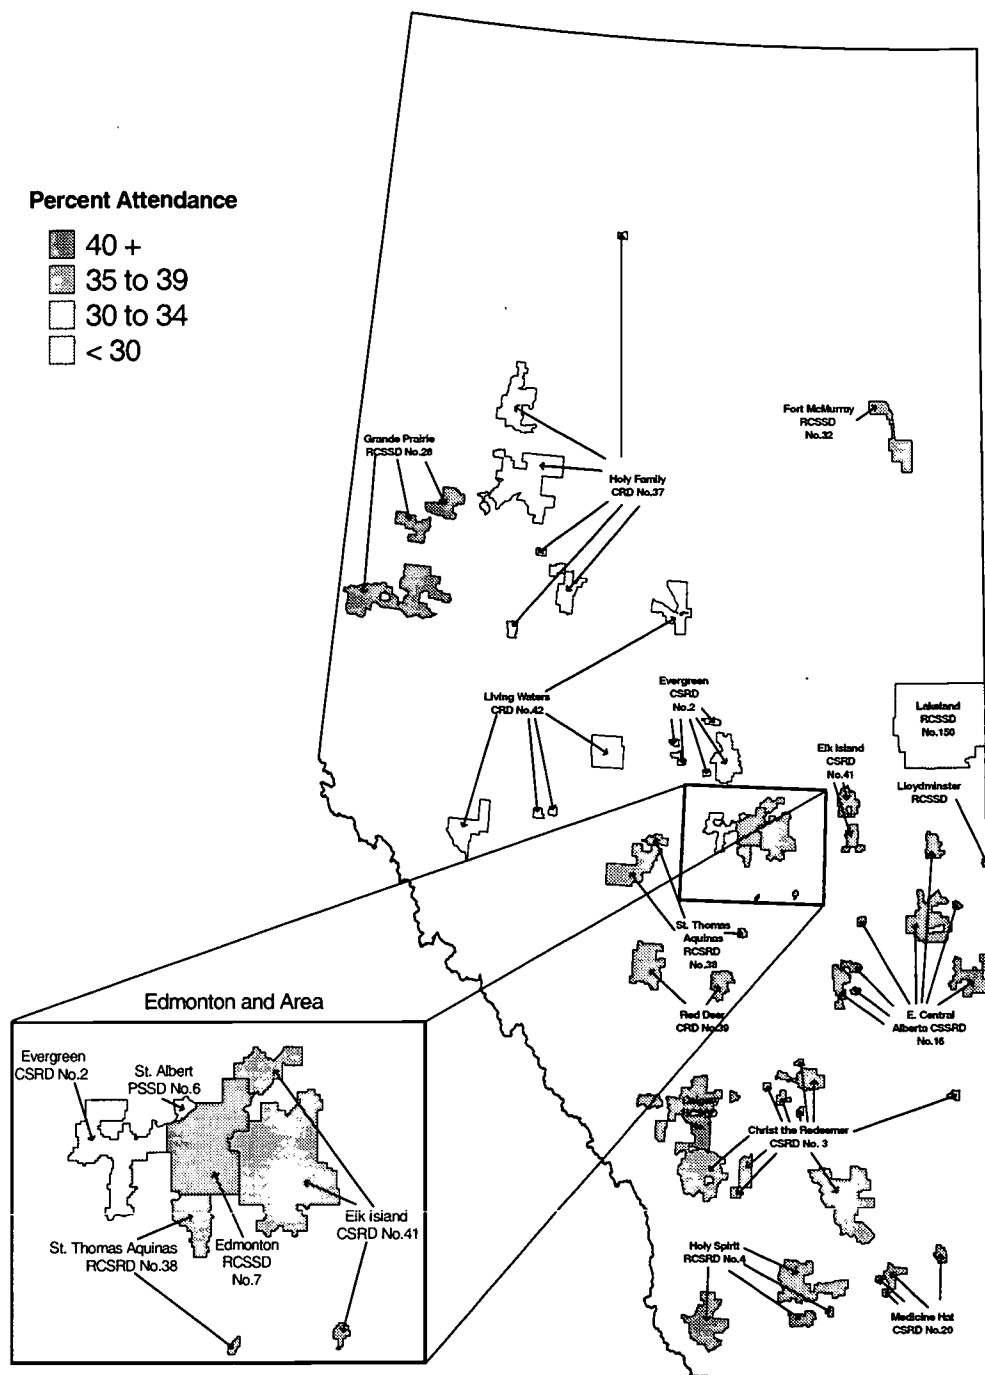 Percent Attendance
40 +
35 to 39
30 to 34
< 30
Fort McMurray
RCSSD
No.32
Grande Prairie
RCSSD No.28
Holy Family
CRD No.37
Living Waters
CRD No.42
Evergreen
CSRD
No.2
Lakeland
RCSSD
No.150
Elk Island
CSRD
No.41
Lloydminster
RCSSD
St. Thomas
Aquinas
RCSRD
No.38
Red Deer
CRD No.39
E. Central
Alberta CSSRD
No.16
Edmonton and Area
Evergreen
CSRD No.2
St. Albert
PSSD No.6
Elk Island
CSRD No.41
St. Thomas Aquinas
RCSRD No.38
Edmonton
RCSSD
No.7
Calgary
RCSSD
Christ the Redeemer
CSRD No. 3
Holy Spirit
RCSRD No.4
Medicine Hat
CSRD No.20